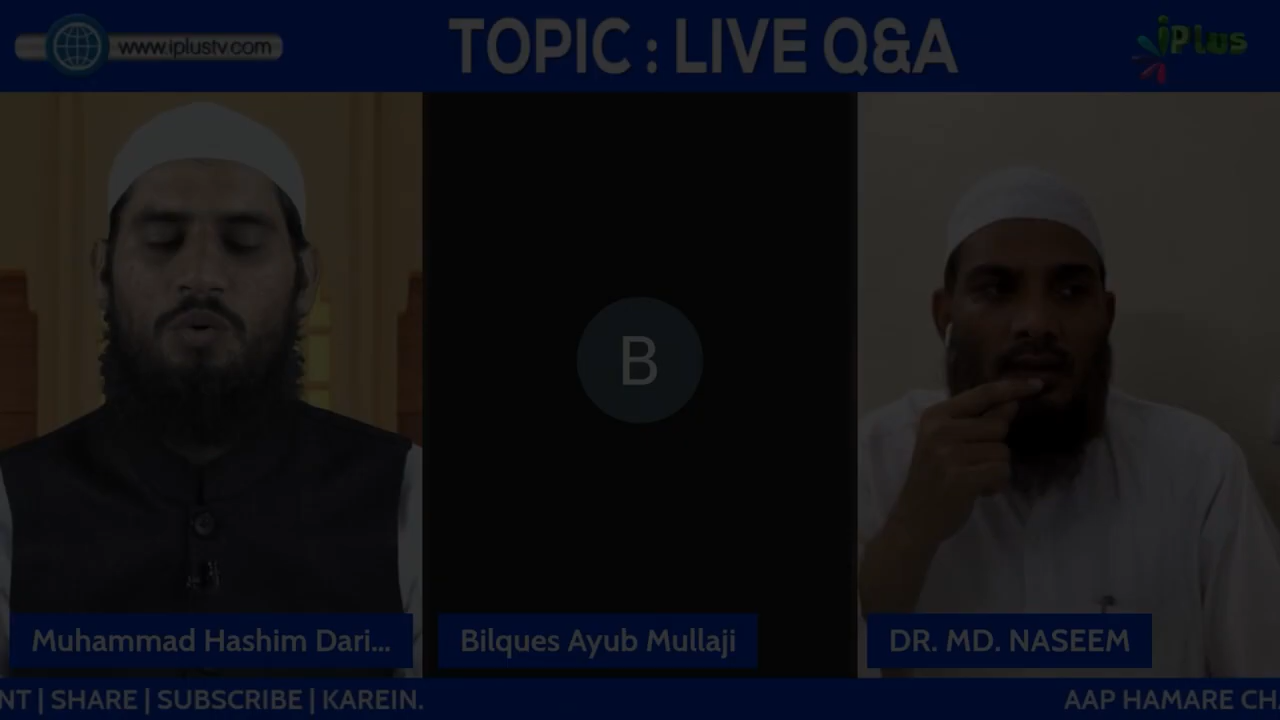 www.iplustv.com
TOPIC : LIVE Q&A
iPlus
B
Muhammad Hashim Dari...
Bilques Ayub Mullaji
DR. MD. NASEEM
NT | SHARE | SUBSCRIBE | KAREIN.
AAP HAMARE CH